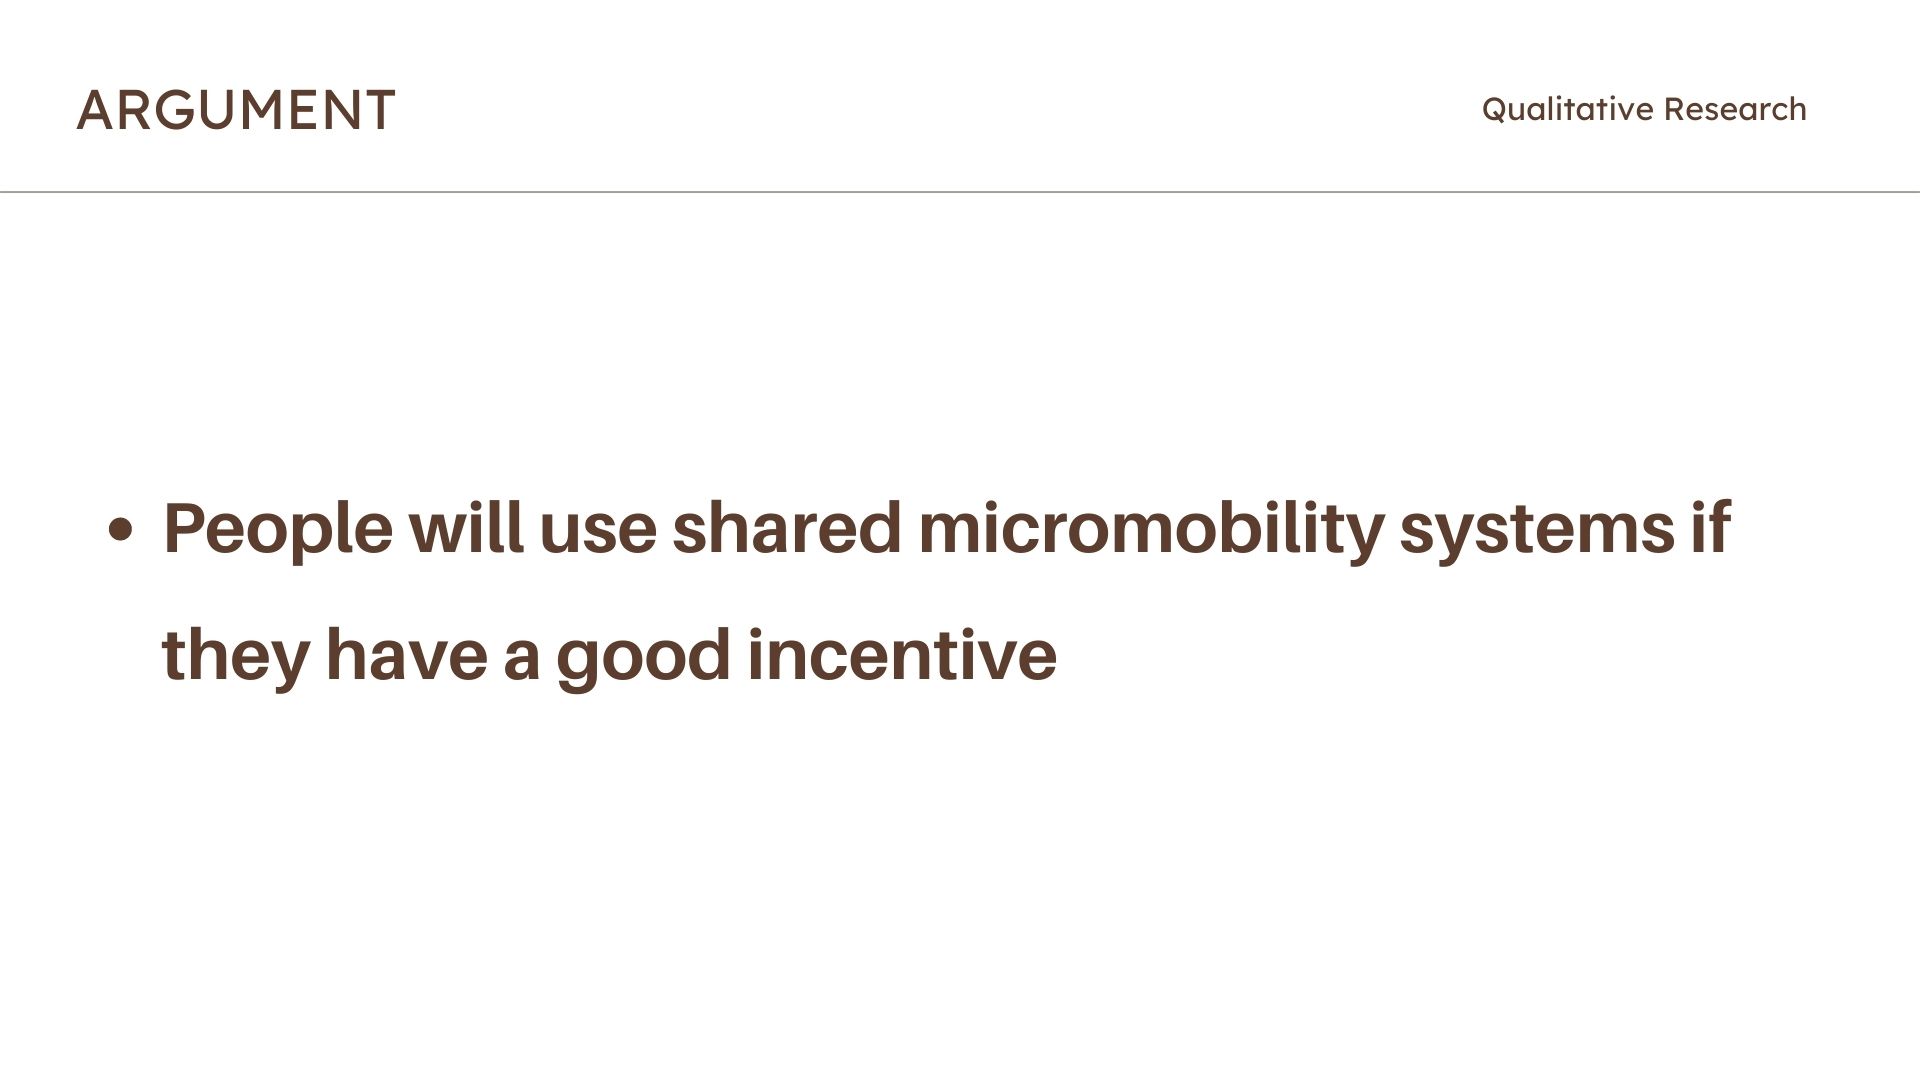 ARGUMENT
Qualitative Research
• People will use shared micromobility systems if
they have a good incentive